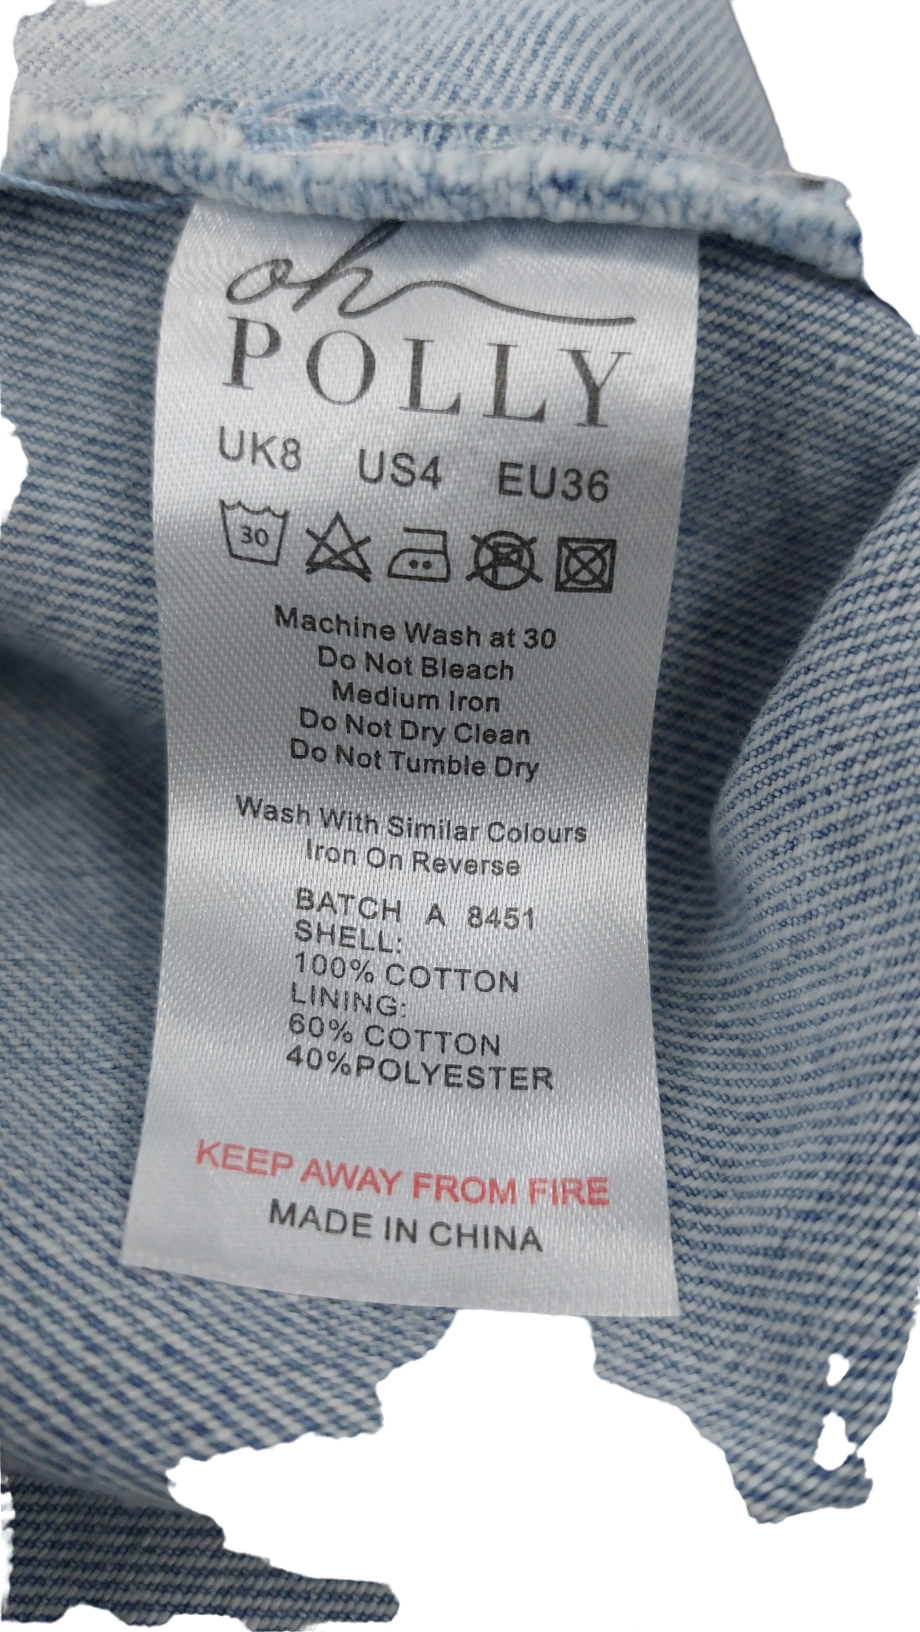 oh
POLLY
UK8 US4 EU36
30 P
Machine Wash at 30
Do Not Bleach
Medium Iron
Do Not Dry Clean
Do Not Tumble Dry
Wash With Similar Colours
Iron On Reverse
BATCH A 8451
SHELL:
100% COTTON
LINING:
60% COTTON
40%POLYESTER
KEEP AWAY FROM FIRE
MADE IN CHINA